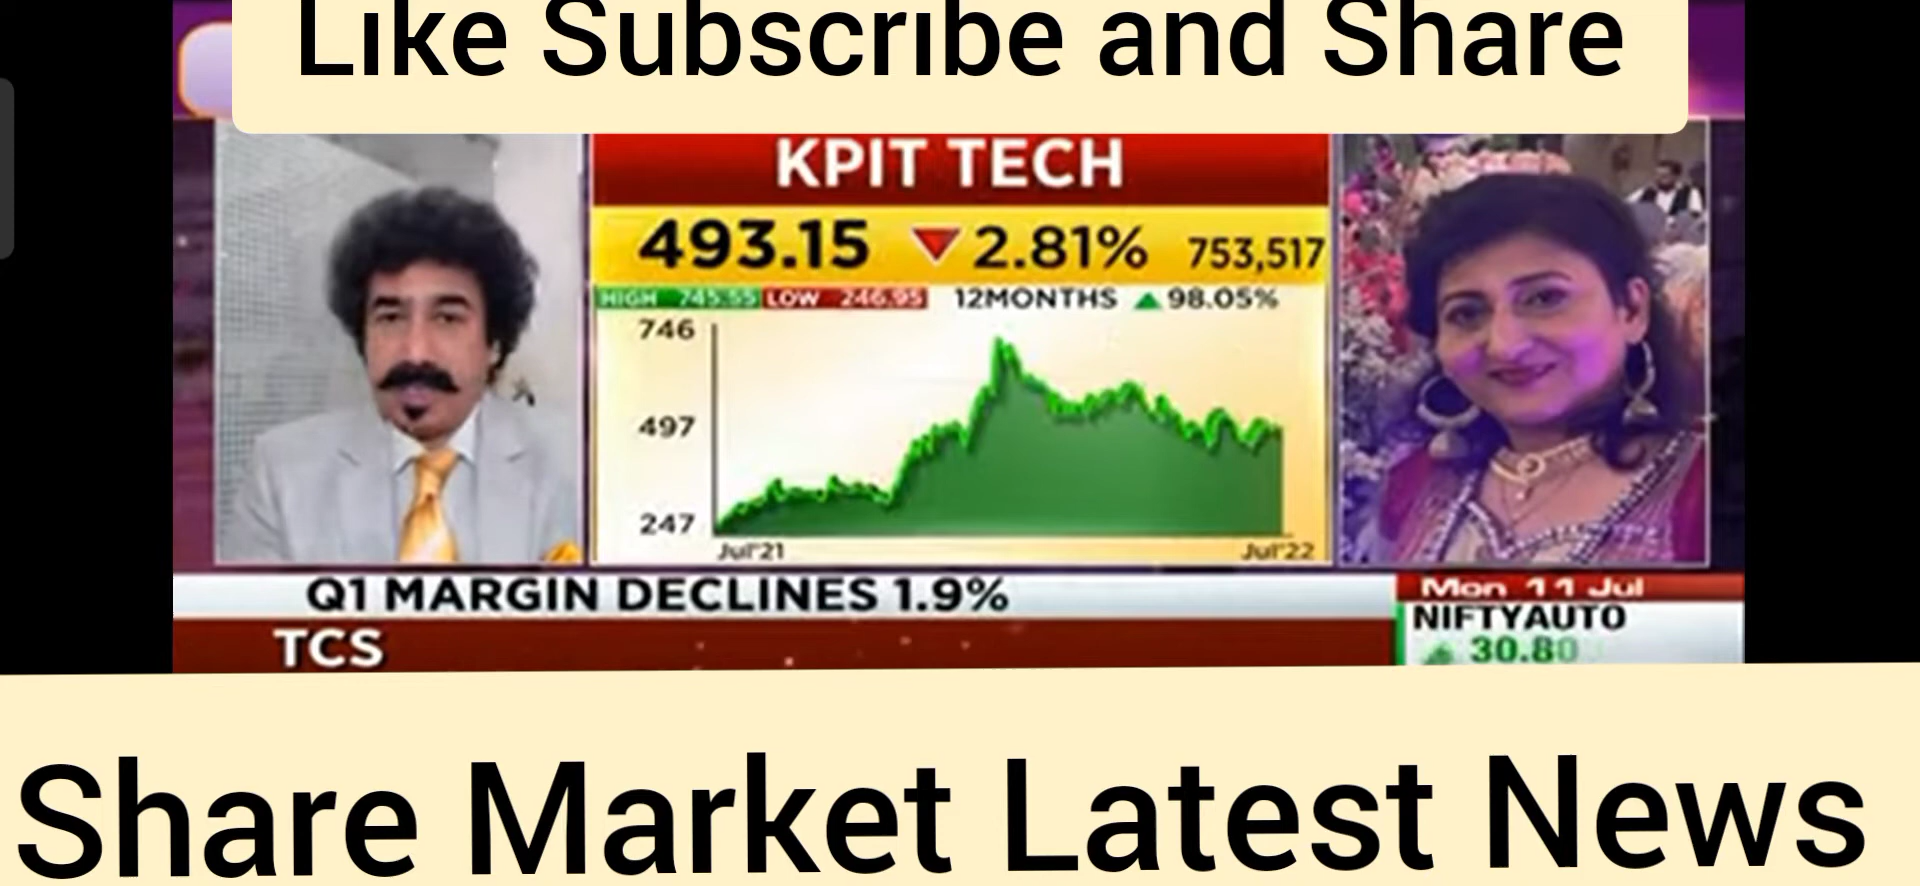 Like Subscribe and Share
KPIT TECH
493.15 ▼ 2.81% 753,517
HIGH 745.55 LOW 246.95 12MONTHS ▲ 98.05%
746
497
247
Jul'21 Jul'22
Q1 MARGIN DECLINES 1.9%
TCS
Mon 11 Jul
NIFTYAUTO
30.80
Share Market Latest News